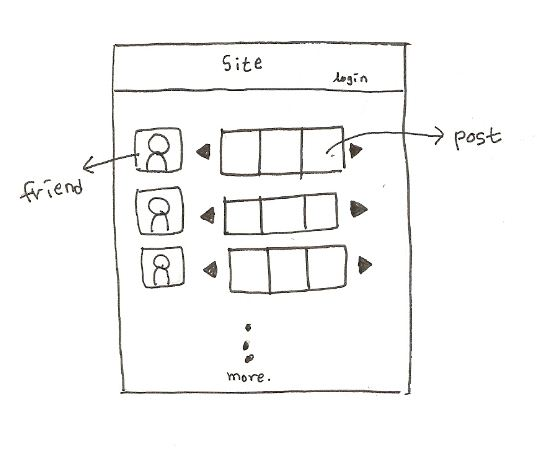 Site
login
post
friend
more.